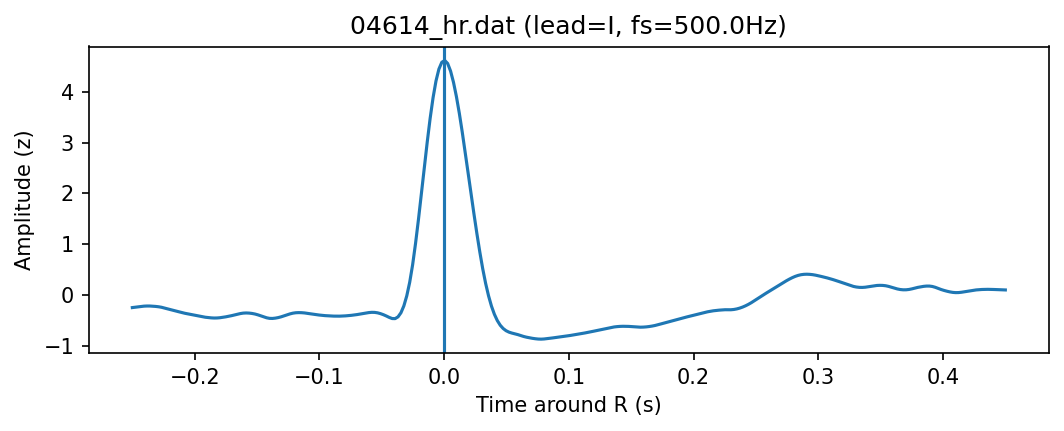 04614_hr.dat (lead=I, fs=500.0Hz)
Amplitude (z)
4
3
2
1
0
−1
−0.2 −0.1 0.0 0.1 0.2 0.3 0.4
Time around R (s)